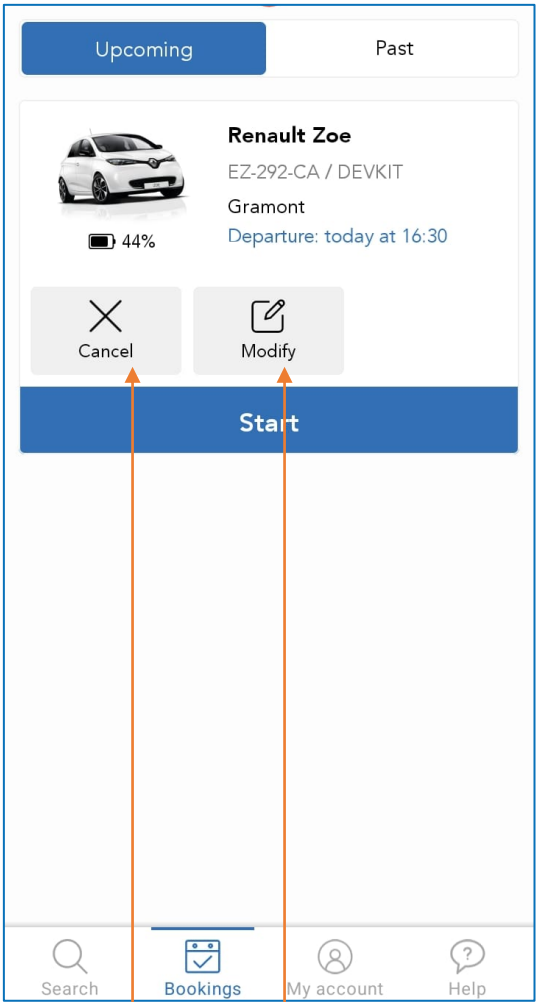 Upcoming Past
Renault Zoe
EZ-292-CA / DEVKIT
Gramont
Departure: today at 16:30
44%
Cancel Modify
Start
Search Bookings My account Help